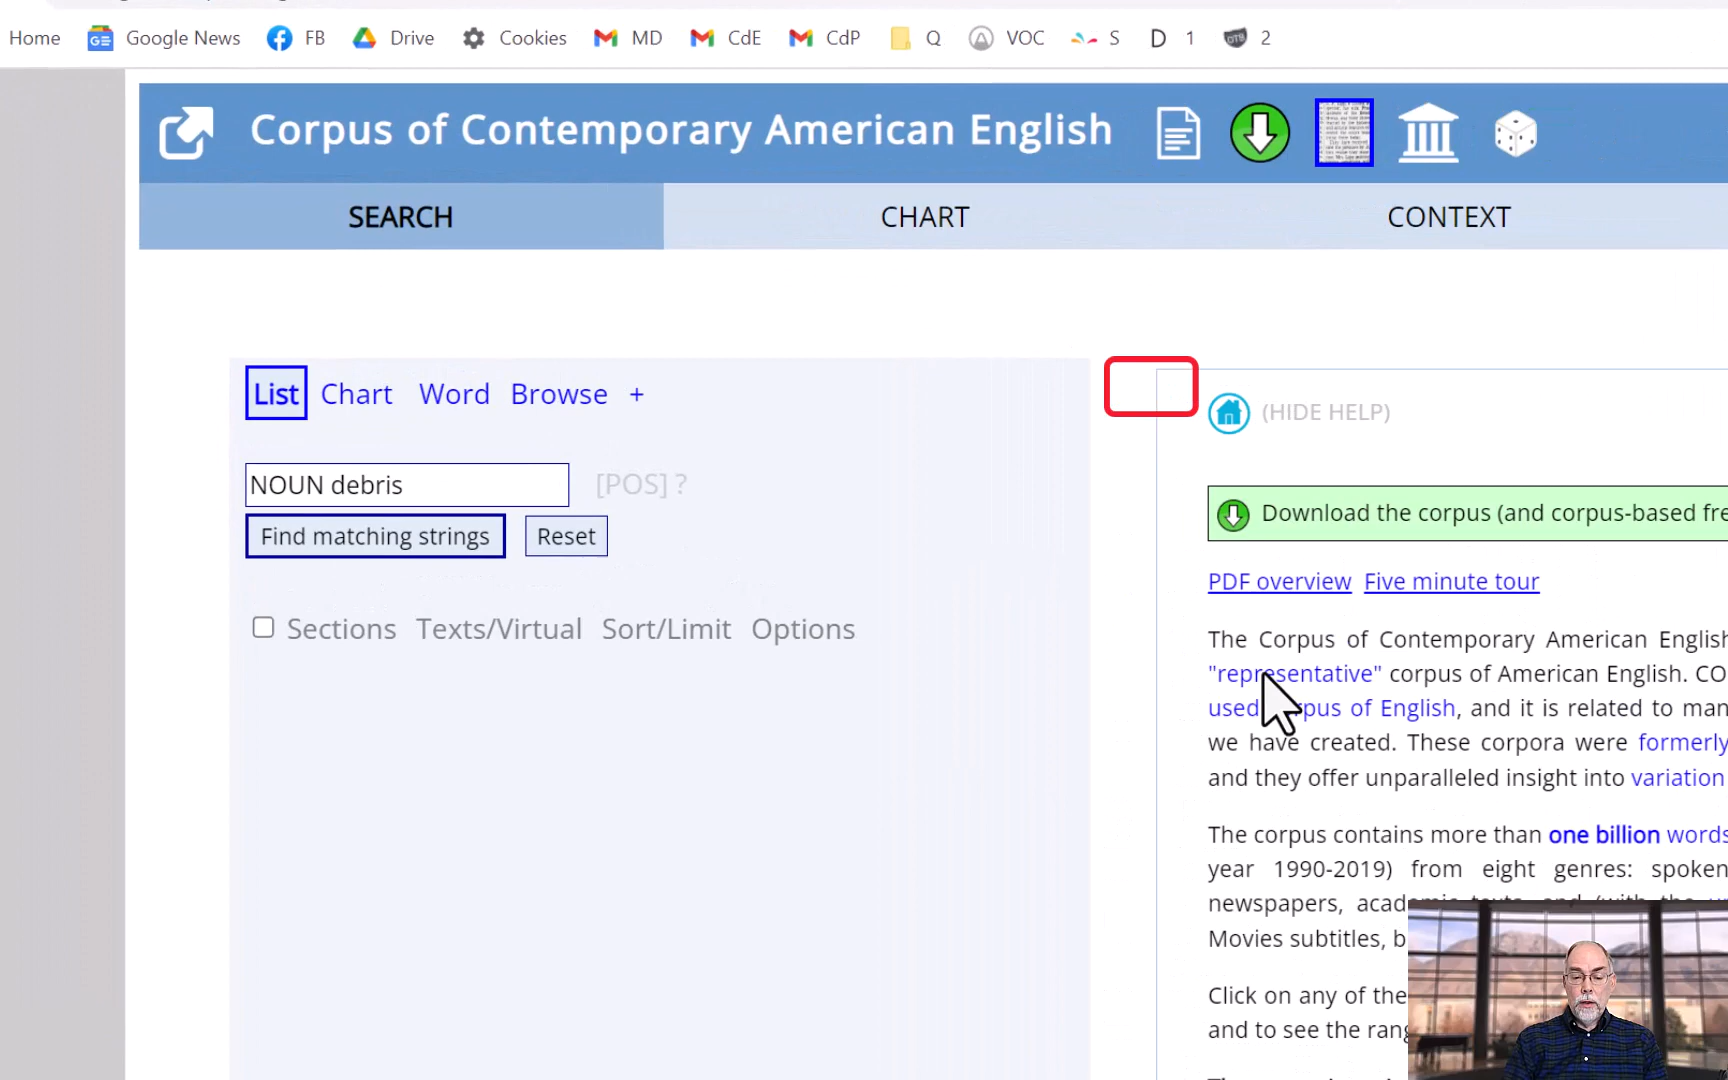 Home Google News FB Drive Cookies MD CdE CdP Q VOC S D 1 2
Corpus of Contemporary American English
SEARCH CHART CONTEXT
List Chart Word Browse +
(HIDE HELP)
NOUN debris [POS] ?
Find matching strings Reset
Download the corpus (and corpus-based fre
PDF overview Five minute tour
Sections Texts/Virtual Sort/Limit Options
The Corpus of Contemporary American English
"representative" corpus of American English. CO
used corpus of English, and it is related to man
we have created. These corpora were formerly
and they offer unparalleled insight into variation
The corpus contains more than one billion words
year 1990-2019) from eight genres: spoken
newspapers, academic texts, and (with the
Movies subtitles, b
Click on any of the
and to see the rang